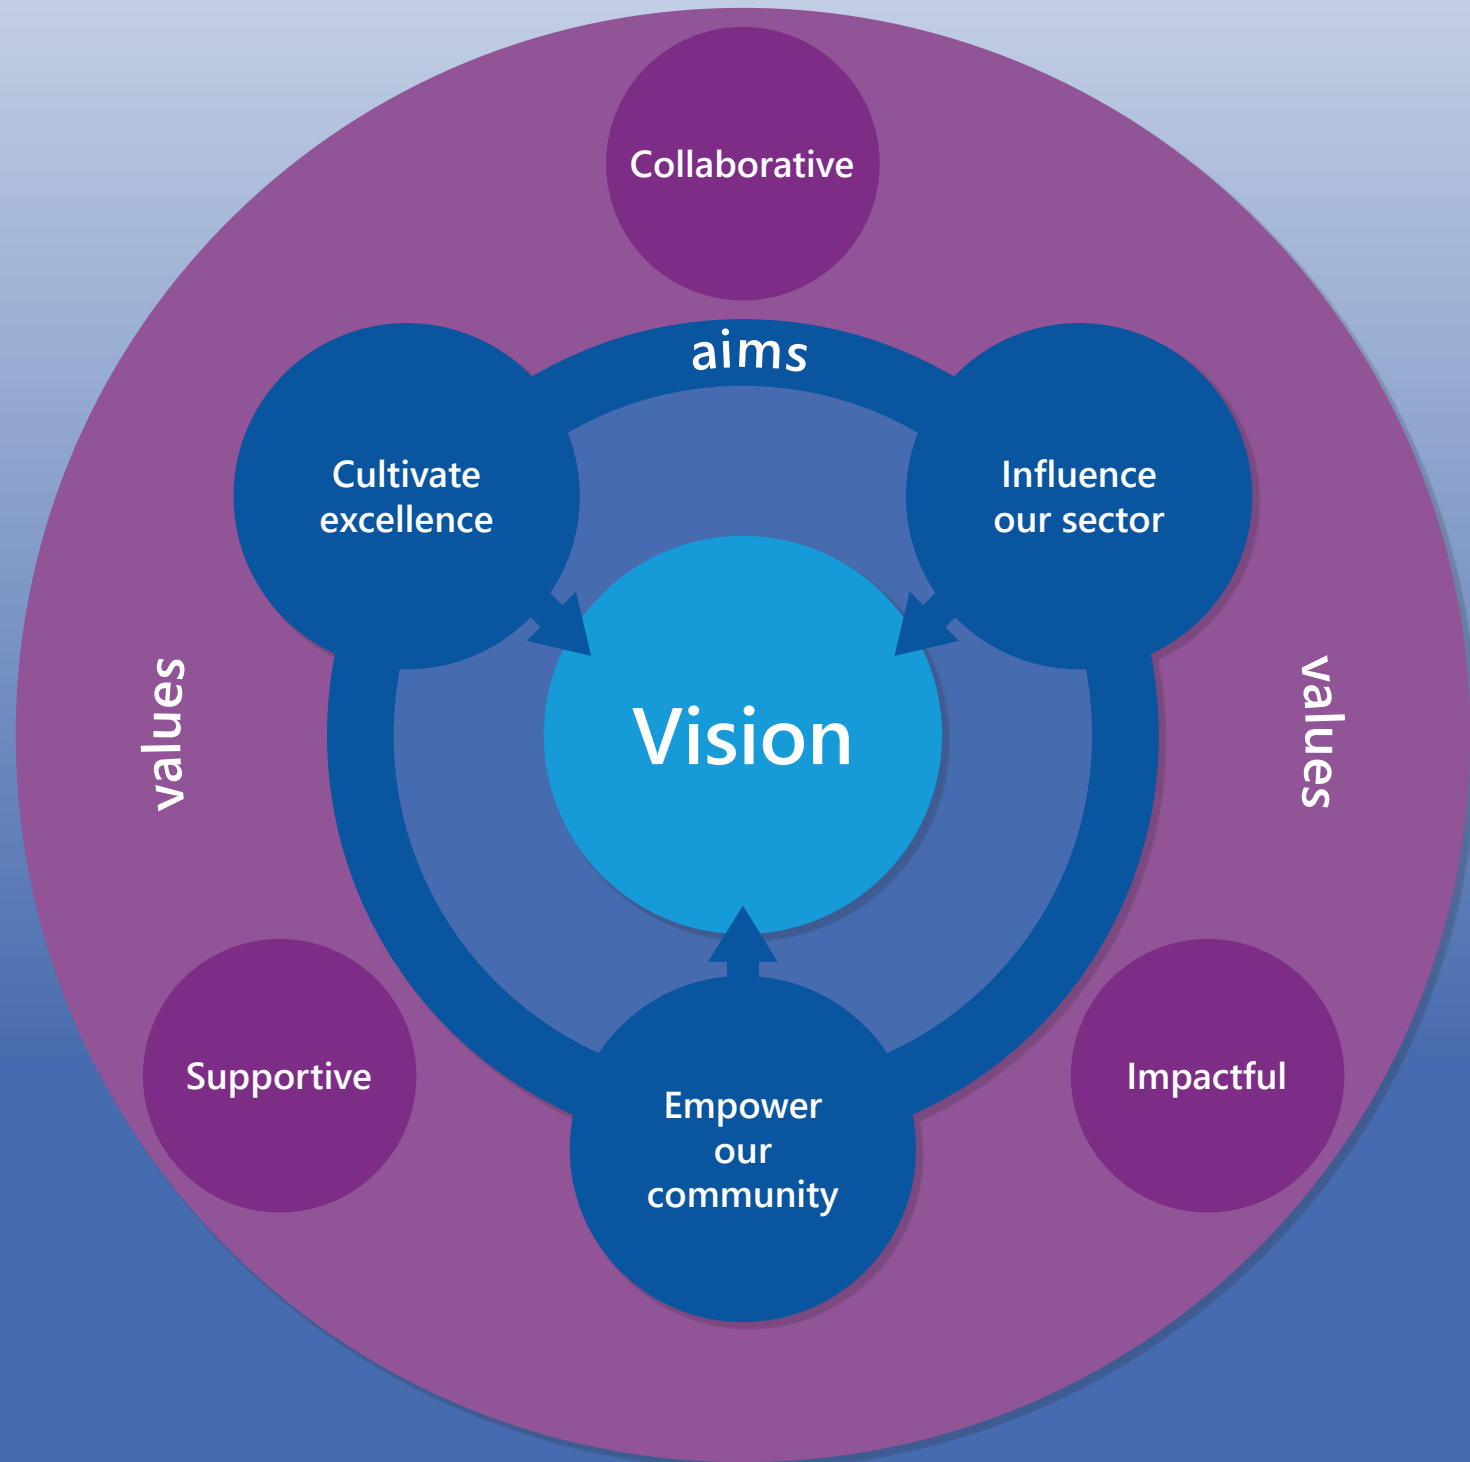 Collaborative
aims
Cultivate
excellence
Influence
our sector
values
Vision
values
Supportive
Impactful
Empower
our
community